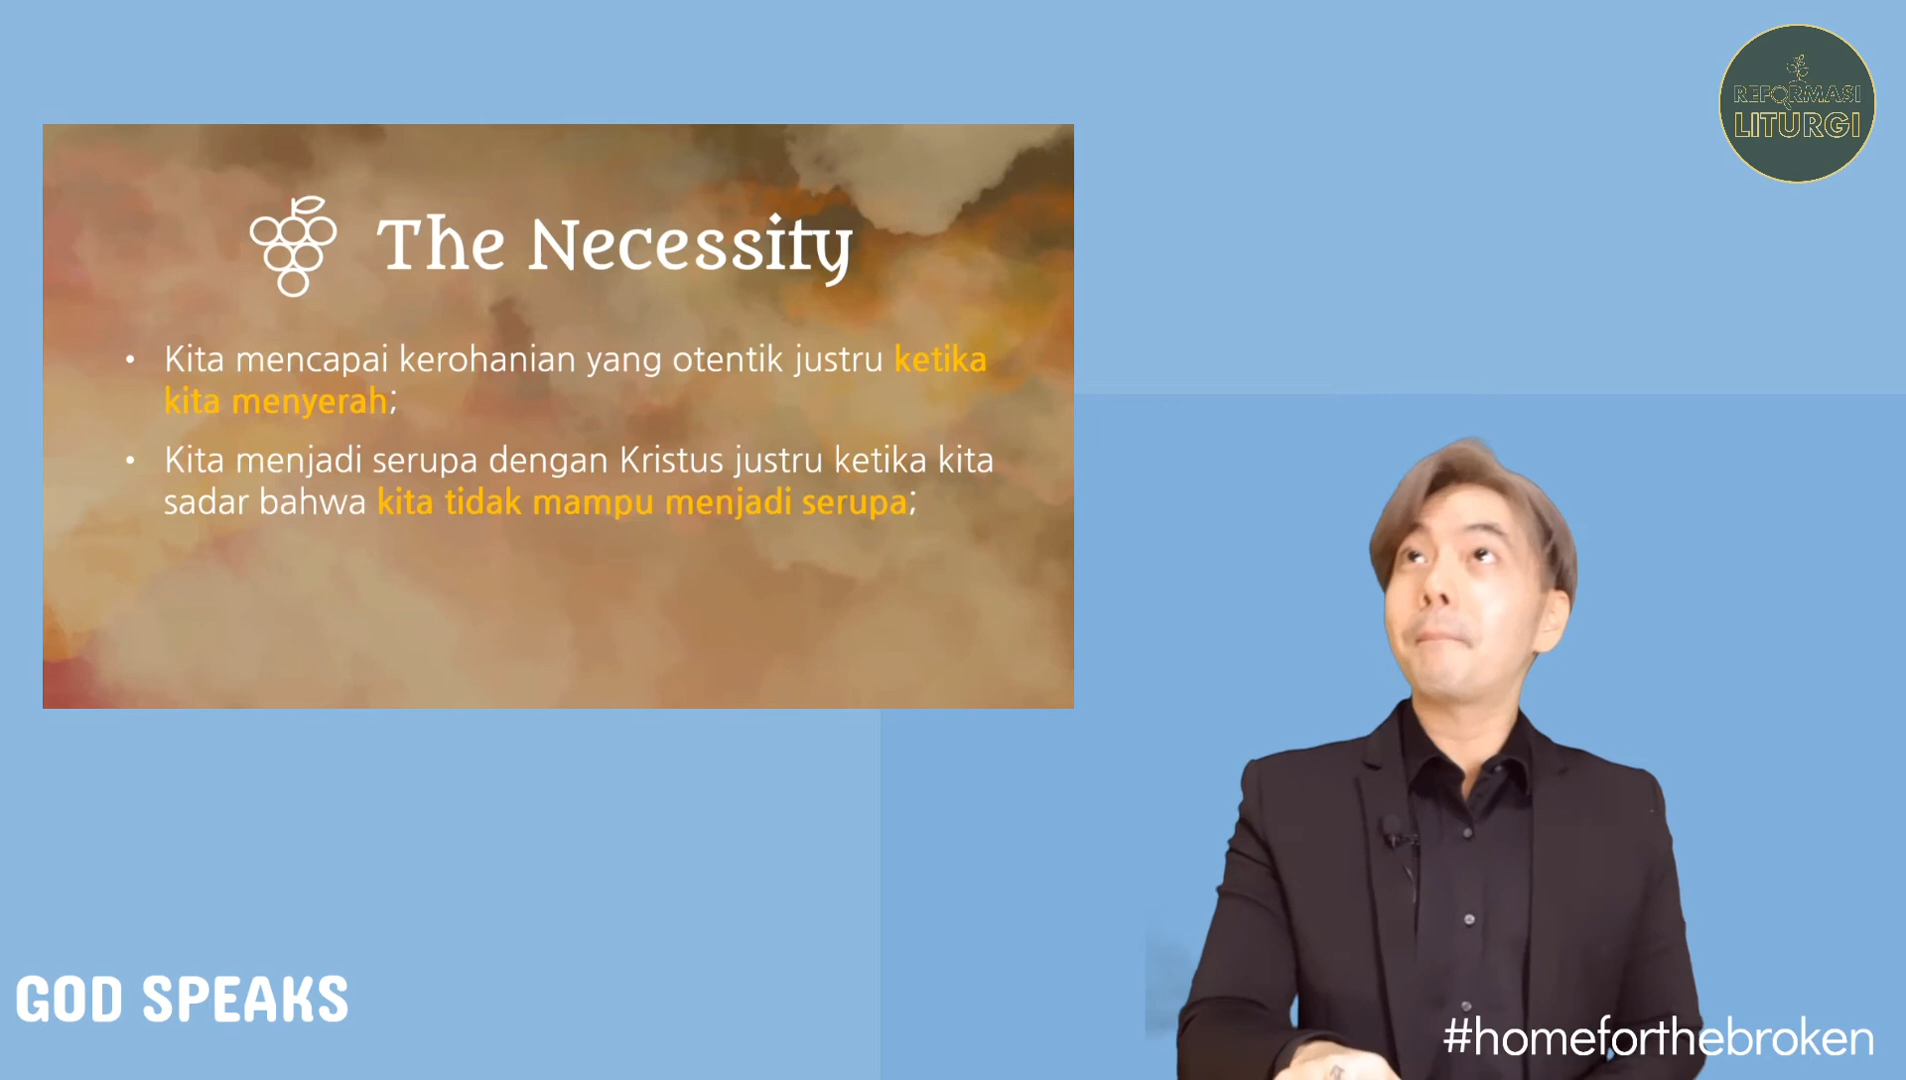 REFORMASI
LITURGI
The Necessity
• Kita mencapai kerohanian yang otentik justru ketika
kita menyerah;
• Kita menjadi serupa dengan Kristus justru ketika kita
sadar bahwa kita tidak mampu menjadi serupa;
GOD SPEAKS
#homeforthebroken